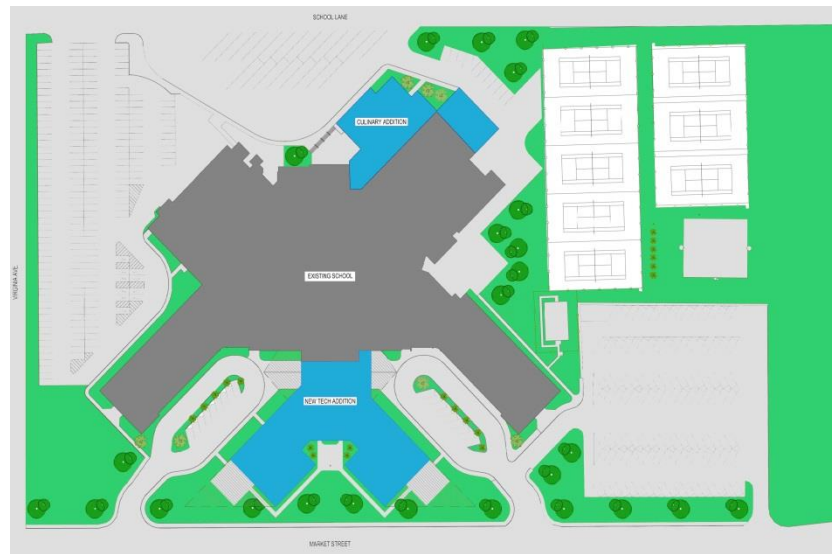 SCHOOL LANE
CULINARY ADDITION
VIRGINIA AVE.
EXISTING SCHOOL
NEW TECH ADDITION
MARKET STREET